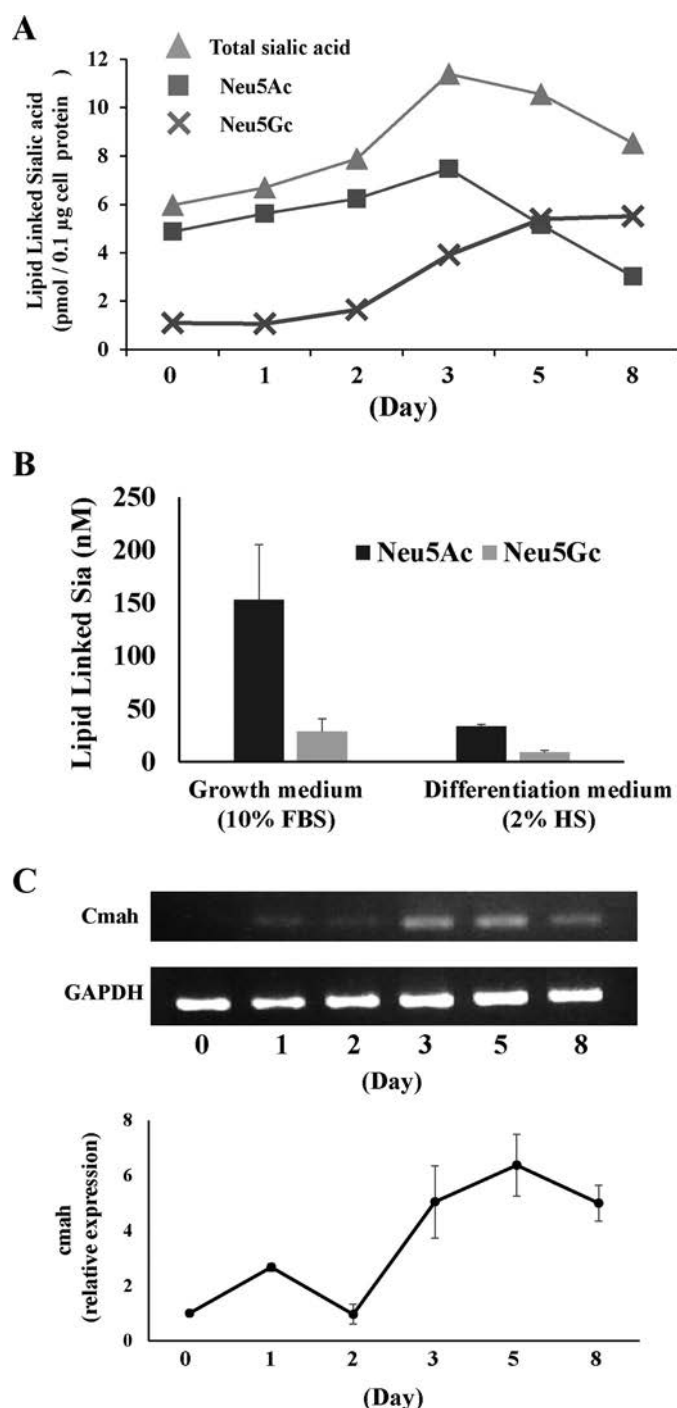 A
Total sialic acid
Neu5Ac
Neu5Gc
Lipid Linked Sialic acid
(pmol / 0.1 µg cell protein )
12
10
8
6
4
2
0
0 1 2 3 5 8
(Day)
B
Lipid Linked Sia (nM)
250
200
150
100
50
0
Neu5Ac Neu5Gc
Growth medium Differentiation medium
(10% FBS) (2% HS)
C
Cmah
GAPDH
0 1 2 3 5 8
(Day)
cmah
(relative expression)
8
6
4
2
0
0 1 2 3 5 8
(Day)